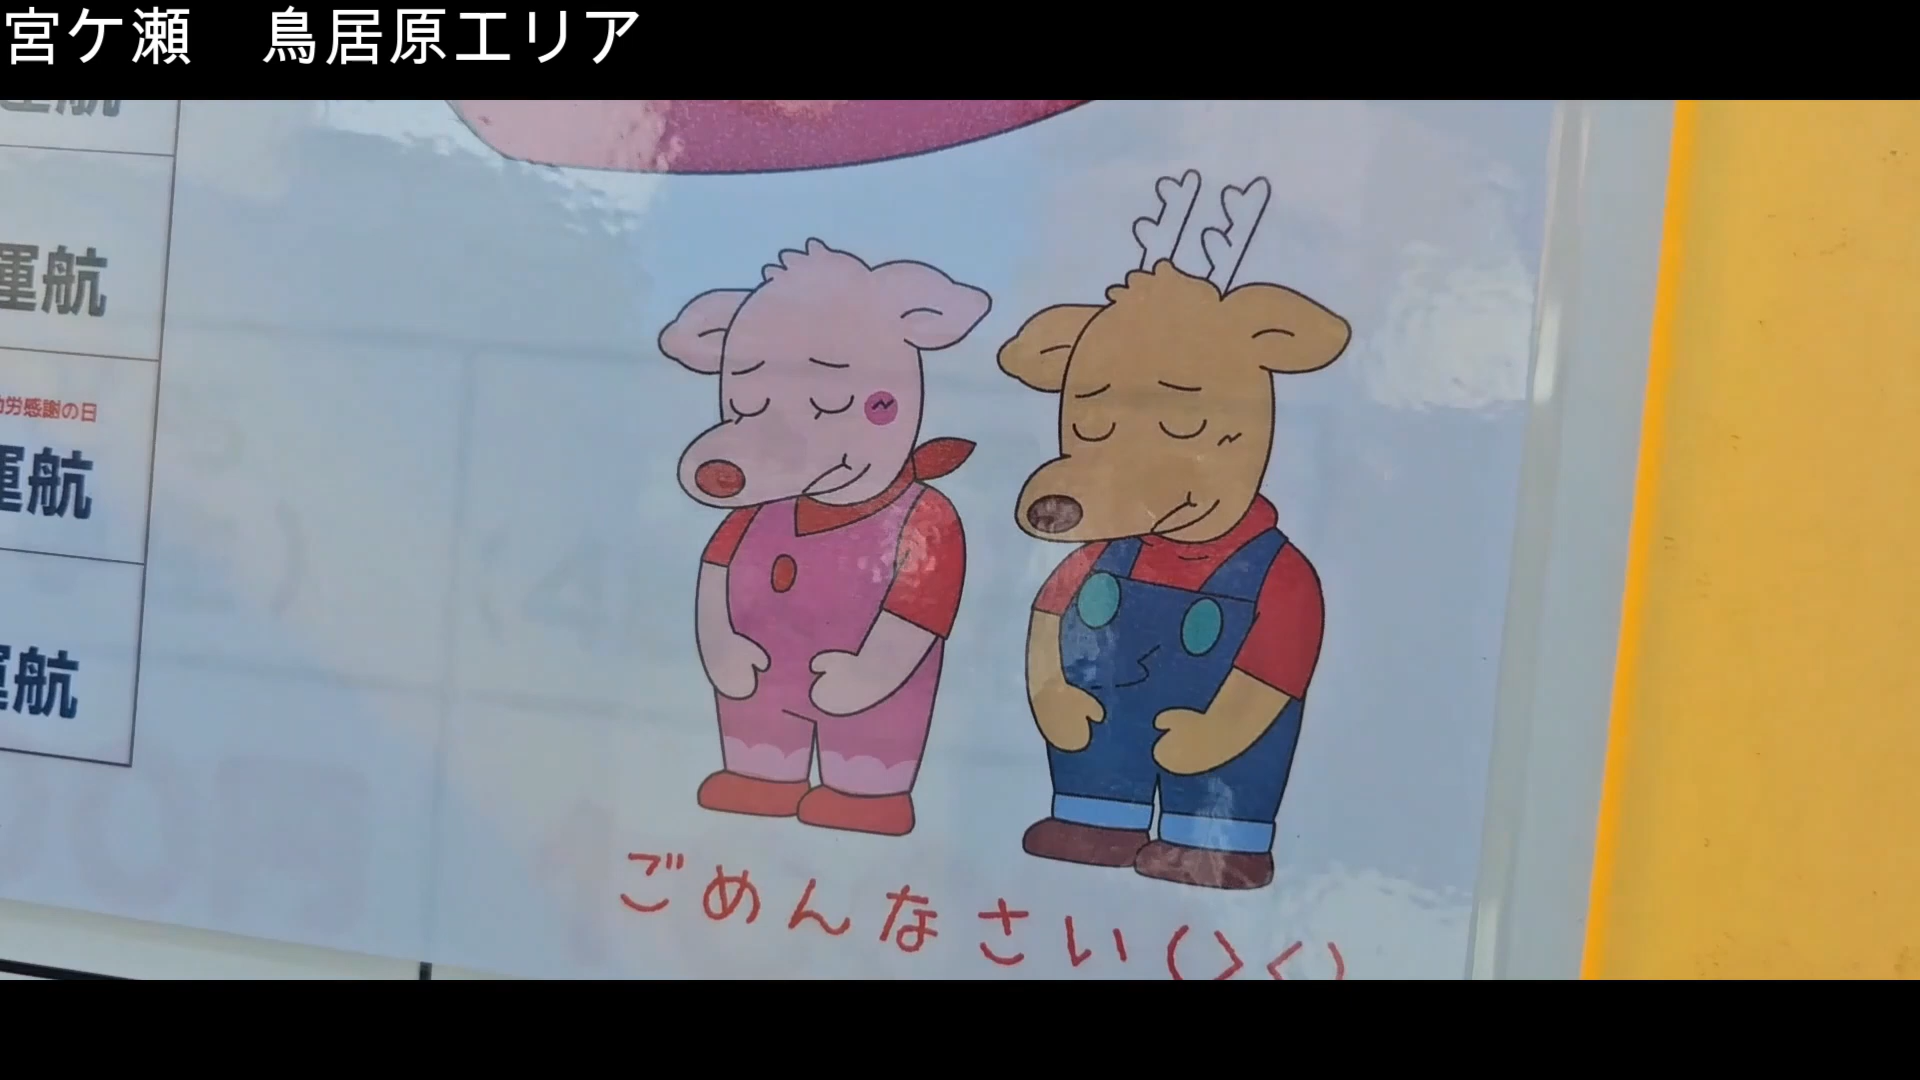 宮ケ瀬　鳥居原エリア
運航
勤労感謝の日
運航
運航
ごめんなさい(><)